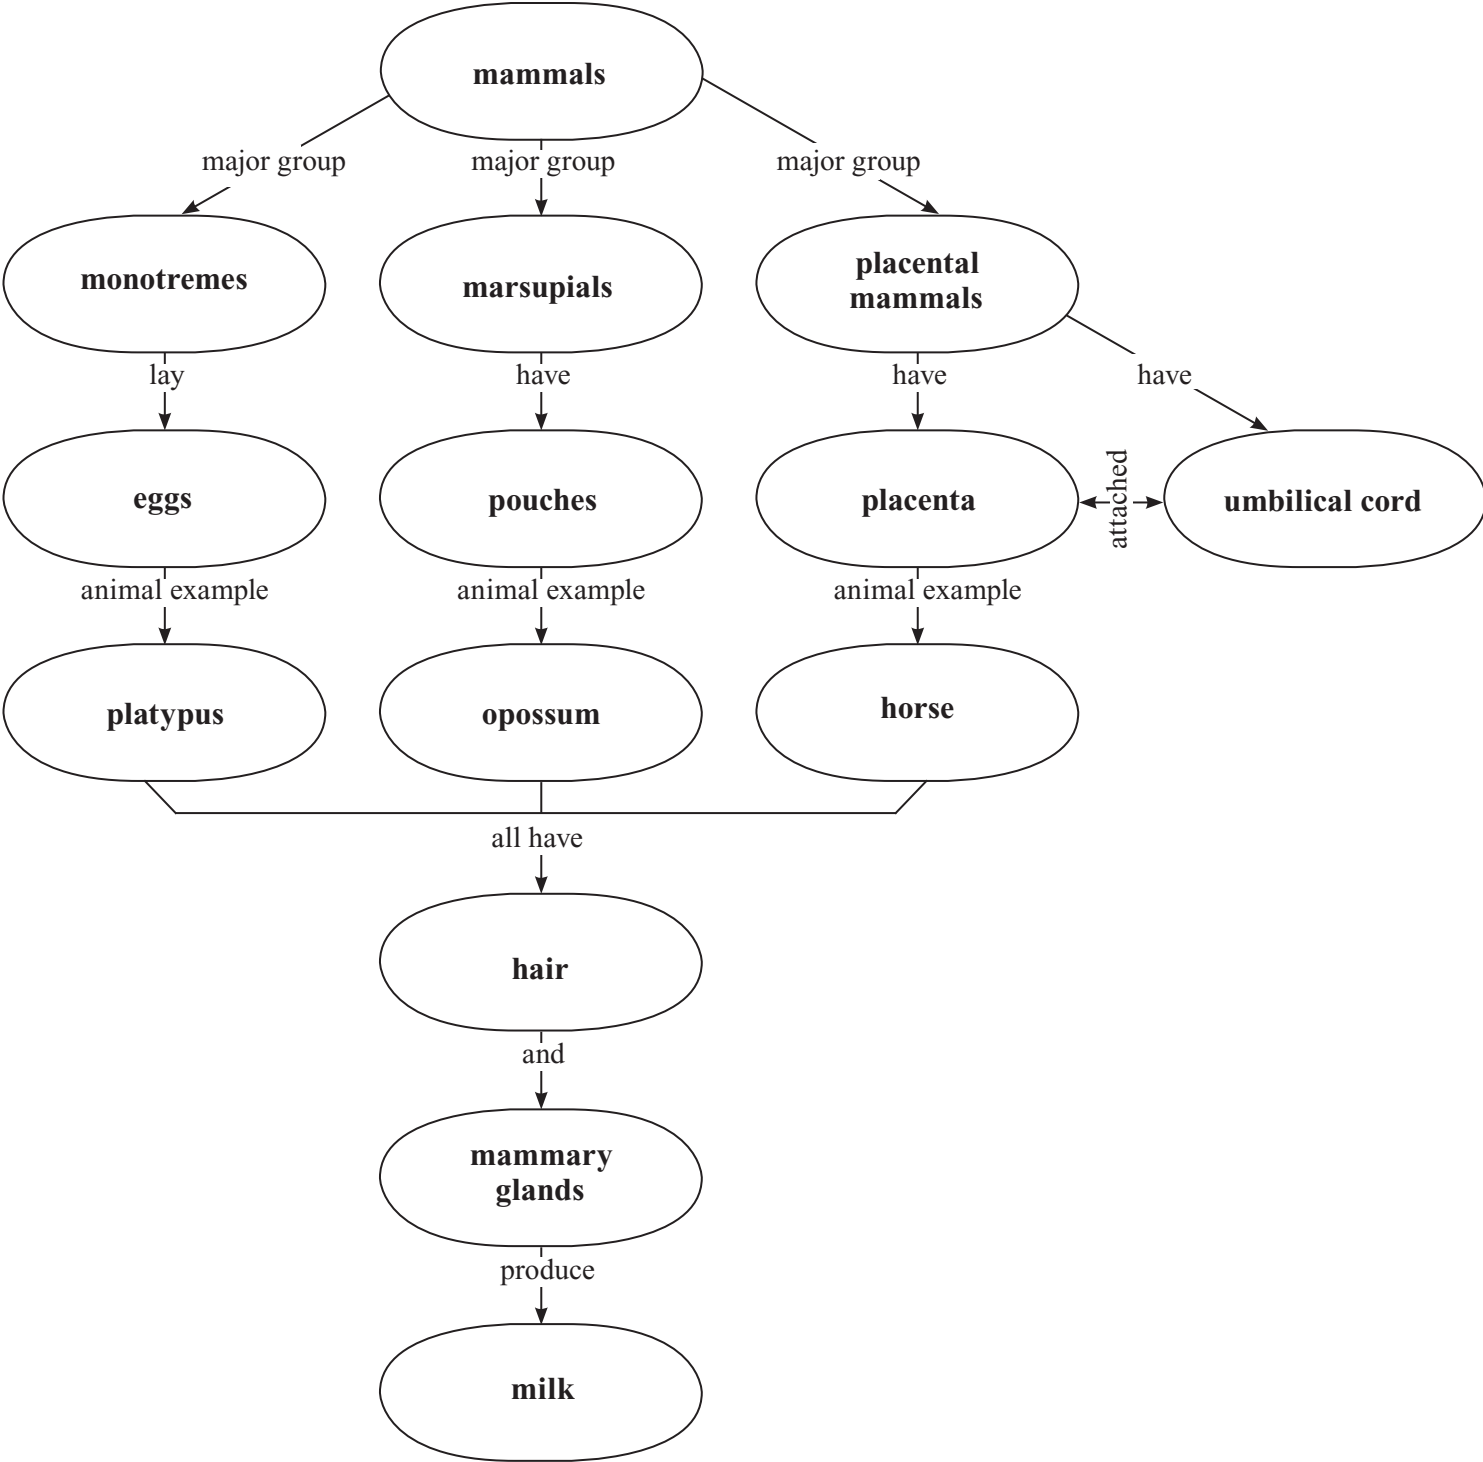 mammals
major group
major group
major group
monotremes
marsupials
placental
mammals
lay
have
have
have
eggs
pouches
placenta
attached
umbilical cord
animal example
animal example
animal example
platypus
opossum
horse
all have
hair
and
mammary
glands
produce
milk